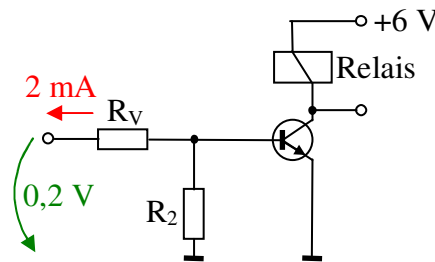 +6 V
Relais
2 mA
R_V
0,2 V
R_2